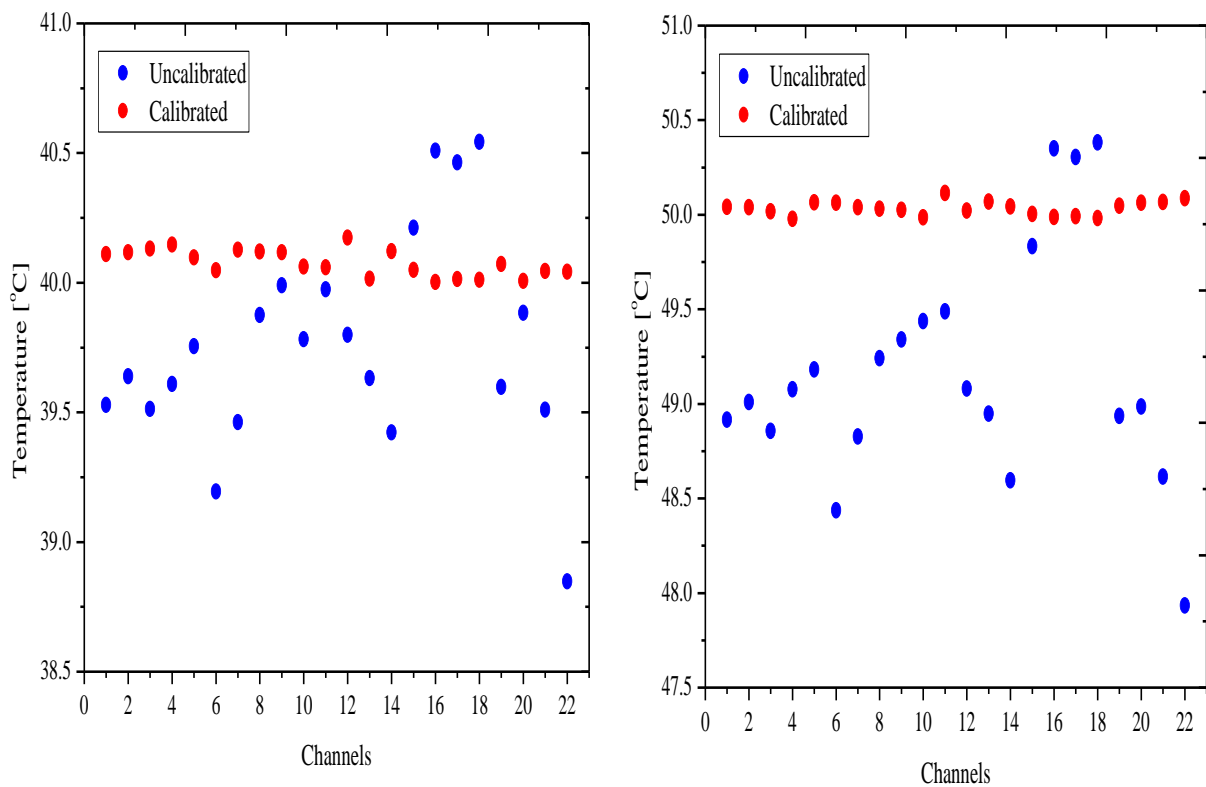 41.0
40.5
40.0
39.5
39.0
38.5
Temperature [°C]
Uncalibrated
Calibrated
0 2 4 6 8 10 12 14 16 18 20 22
Channels
51.0
50.5
50.0
49.5
49.0
48.5
48.0
47.5
Temperature [°C]
Uncalibrated
Calibrated
0 2 4 6 8 10 12 14 16 18 20 22
Channels